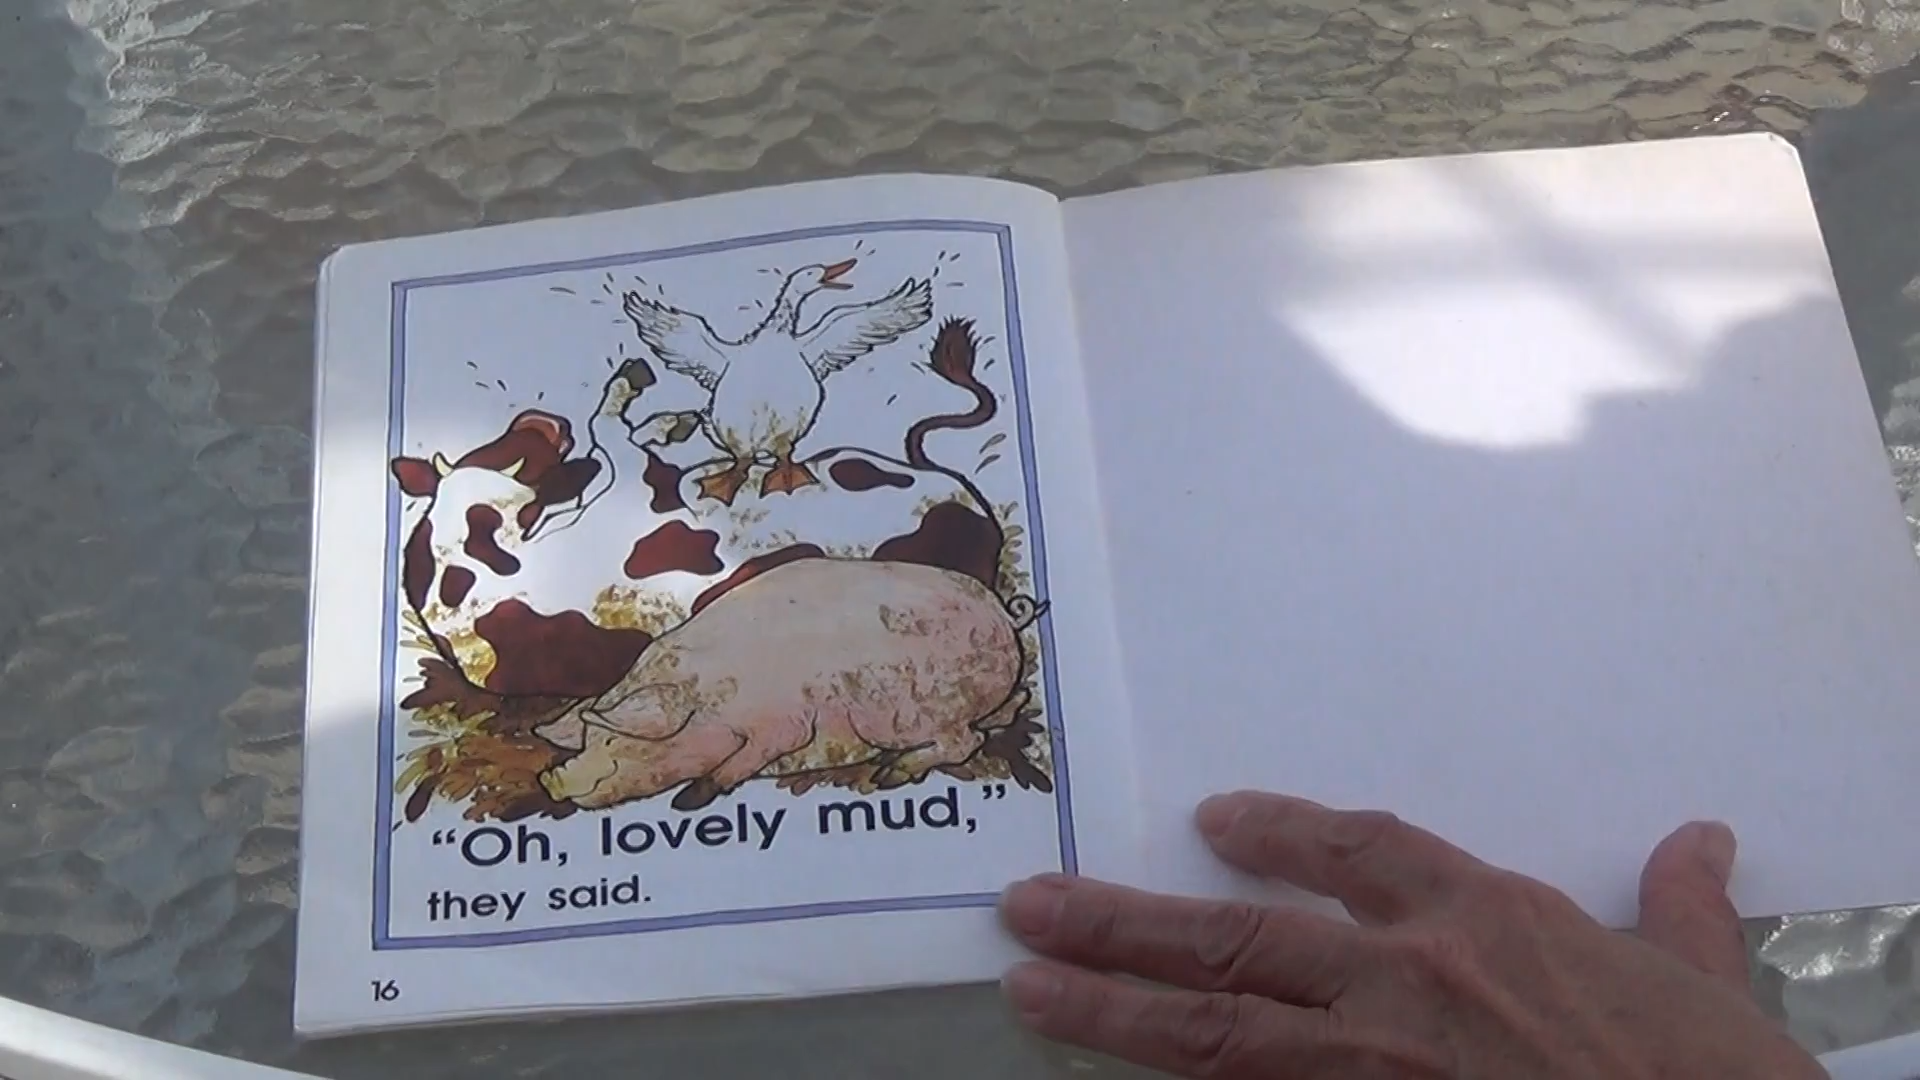 “Oh, lovely mud,”
they said.
16